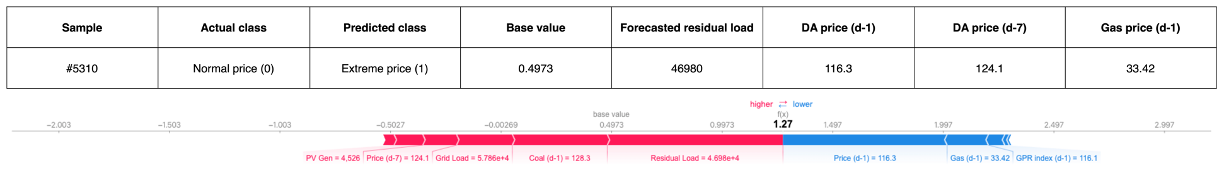 Sample Actual class Predicted class Base value Forecasted residual load DA price (d-1) DA price (d-7) Gas price (d-1)
#5310 Normal price (0) Extreme price (1) 0.4973 46980 116.3 124.1 33.42
higher ⇄ lower
base value f(x)
−2.003 −1.503 −1.003 −0.5027 −0.00269 0.4973 0.9973 1.27 1.497 1.997 2.497 2.997
PV Gen = 4,526 Price (d-7) = 124.1 Grid Load = 5.786e+4 Coal (d-1) = 128.3 Residual Load = 4.698e+4 Price (d-1) = 116.3 Gas (d-1) = 33.42 GPR index (d-1) = 116.1